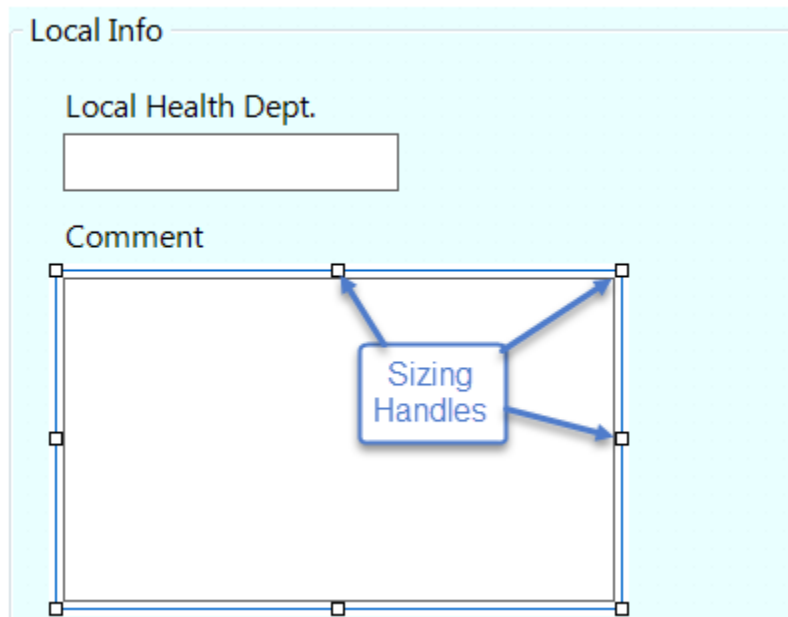 Local Info
Local Health Dept.
Comment
Sizing
Handles